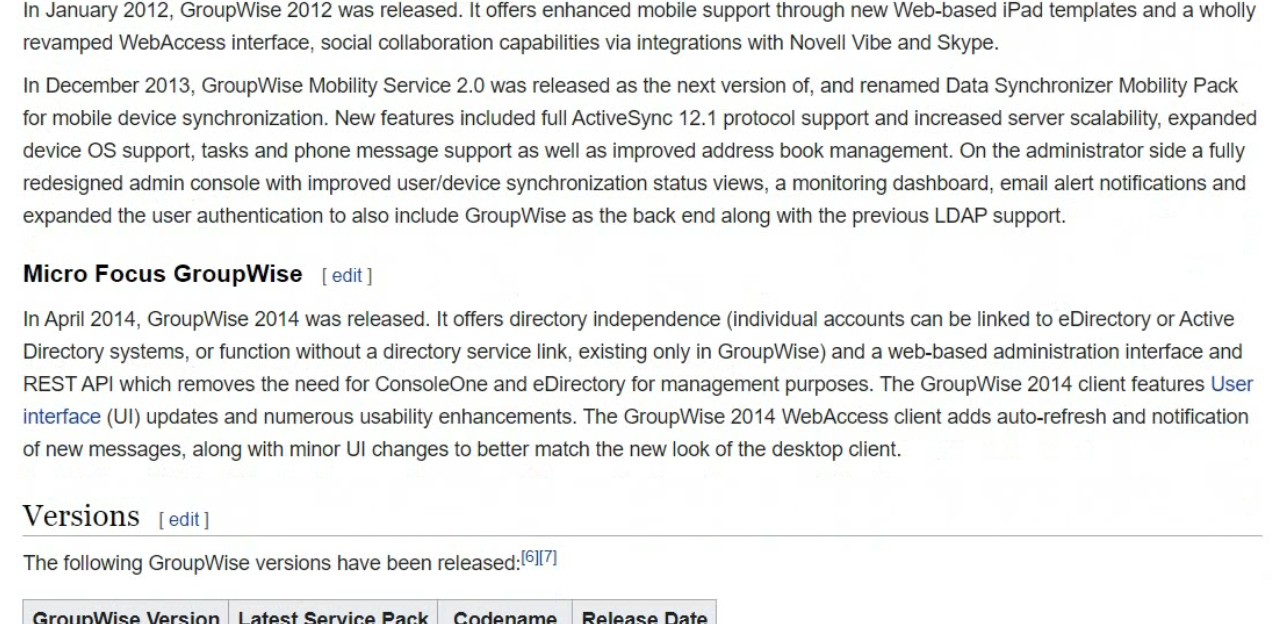 In January 2012, GroupWise 2012 was released. It offers enhanced mobile support through new Web-based iPad templates and a wholly
revamped WebAccess interface, social collaboration capabilities via integrations with Novell Vibe and Skype.
In December 2013, GroupWise Mobility Service 2.0 was released as the next version of, and renamed Data Synchronizer Mobility Pack
for mobile device synchronization. New features included full ActiveSync 12.1 protocol support and increased server scalability, expanded
device OS support, tasks and phone message support as well as improved address book management. On the administrator side a fully
redesigned admin console with improved user/device synchronization status views, a monitoring dashboard, email alert notifications and
expanded the user authentication to also include GroupWise as the back end along with the previous LDAP support.
Micro Focus GroupWise [ edit ]
In April 2014, GroupWise 2014 was released. It offers directory independence (individual accounts can be linked to eDirectory or Active
Directory systems, or function without a directory service link, existing only in GroupWise) and a web-based administration interface and
REST API which removes the need for ConsoleOne and eDirectory for management purposes. The GroupWise 2014 client features User
interface (UI) updates and numerous usability enhancements. The GroupWise 2014 WebAccess client adds auto-refresh and notification
of new messages, along with minor UI changes to better match the new look of the desktop client.
Versions [ edit ]
The following GroupWise versions have been released:[6][7]
GroupWise Version Latest Service Pack Codename Release Date